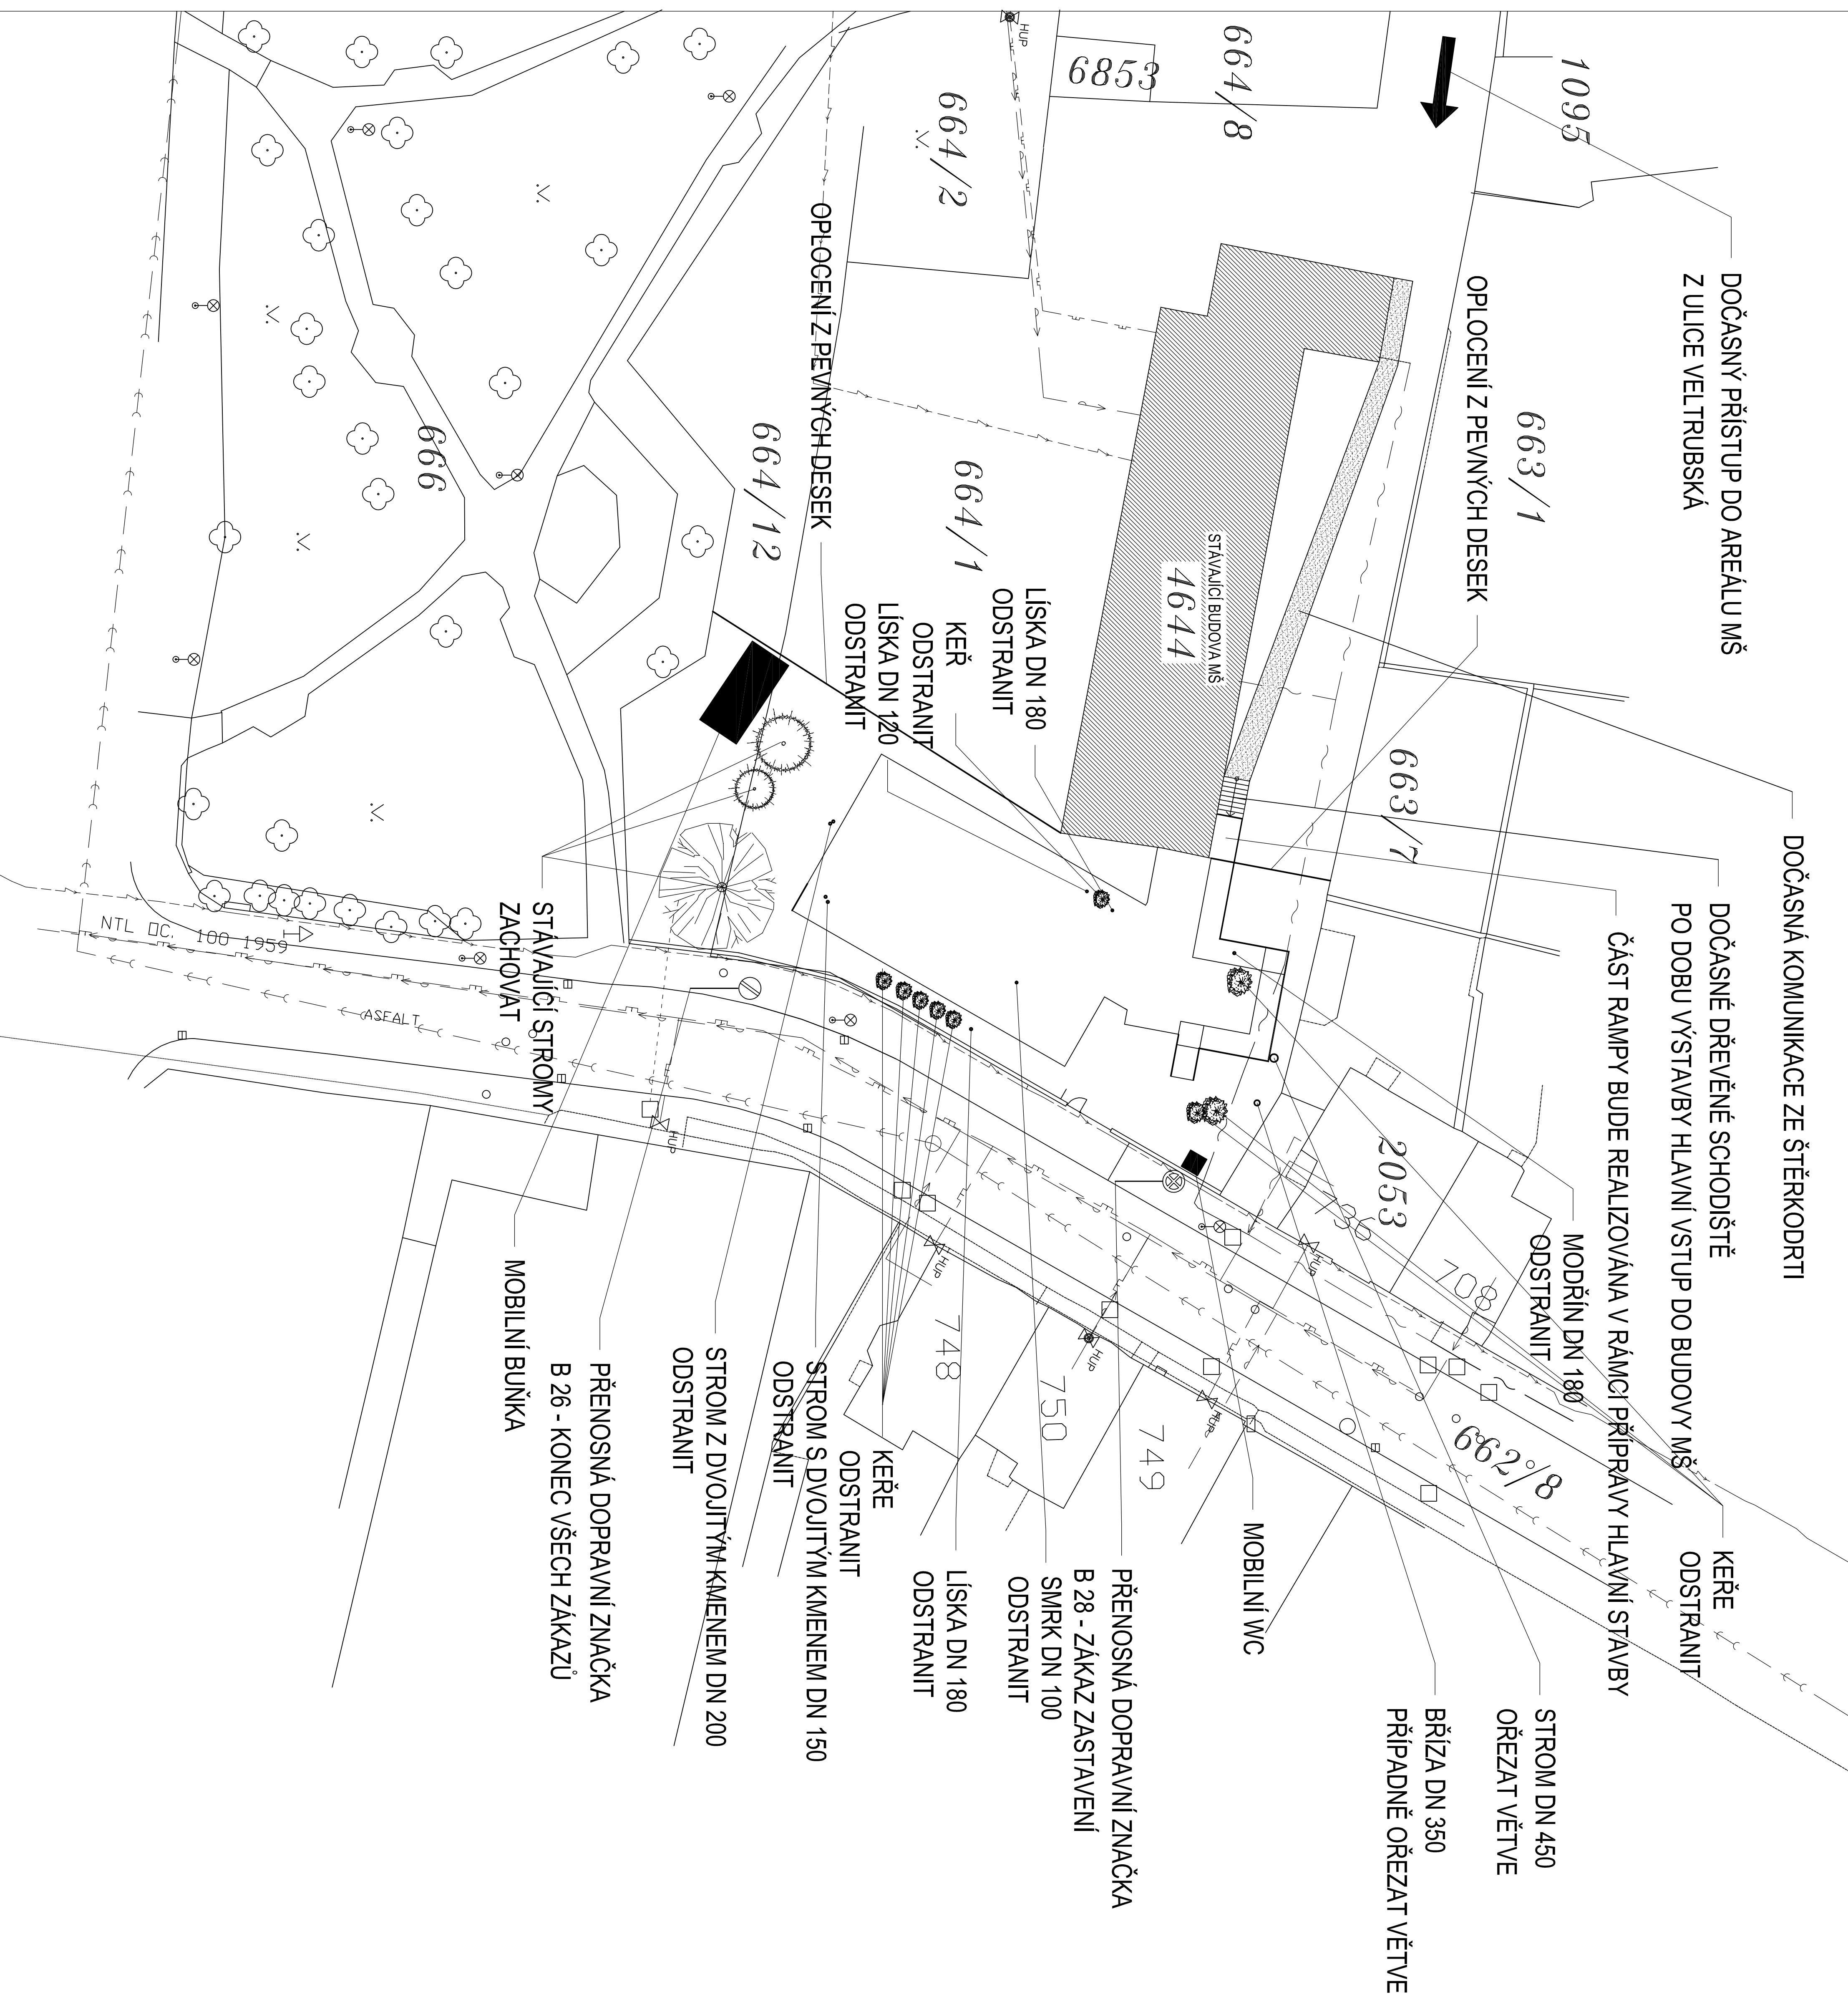 DOČASNÁ KOMUNIKACE ZE ŠTĚRKODRTI
DOČASNÝ PŘÍSTUP DO AREÁLU MŠ
Z ULICE VELTRUBSKÁ
DOČASNÉ DŘEVĚNÉ SCHODIŠTĚ
PO DOBU VÝSTAVBY HLAVNÍ VSTUP DO BUDOVY MŠ
ČÁST RAMPY BUDE REALIZOVÁNA V RÁMCI PŘÍPRAVY HLAVNÍ STAVBY
KEŘE
ODSTRANIT
MODŘÍN DN 180
ODSTRANIT
STROM DN 450
OŘEZAT VĚTVE
BŘÍZA DN 350
PŘÍPADNĚ OŘEZAT VĚTVE
OPLOCENÍ Z PEVNÝCH DESEK
1095
663/1
663/7
2053
708
662/8
664/8
6853
STÁVAJÍCÍ BUDOVA MŠ
4644
MOBILNÍ WC
PŘENOSNÁ DOPRAVNÍ ZNAČKA
B 28 - ZÁKAZ ZASTAVENÍ
749
750
748
LÍSKA DN 180
ODSTRANIT
KEŘ
ODSTRANIT
LÍSKA DN 120
ODSTRANIT
SMRK DN 100
ODSTRANIT
LÍSKA DN 180
ODSTRANIT
KEŘE
ODSTRANIT
664/2
664/1
664/12
OPLOCENÍ Z PEVNÝCH DESEK
STROM S DVOJITÝM KMENEM DN 150
ODSTRANIT
STROM Z DVOJITÝM KMENEM DN 200
ODSTRANIT
PŘENOSNÁ DOPRAVNÍ ZNAČKA
B 26 - KONEC VŠECH ZÁKAZŮ
STÁVAJÍCÍ STROMY
ZACHOVAT
MOBILNÍ BUŇKA
666
ASFALT
NTL OC. 100 1959
HUP
HUP
HUP
HUP
HUP
HUP